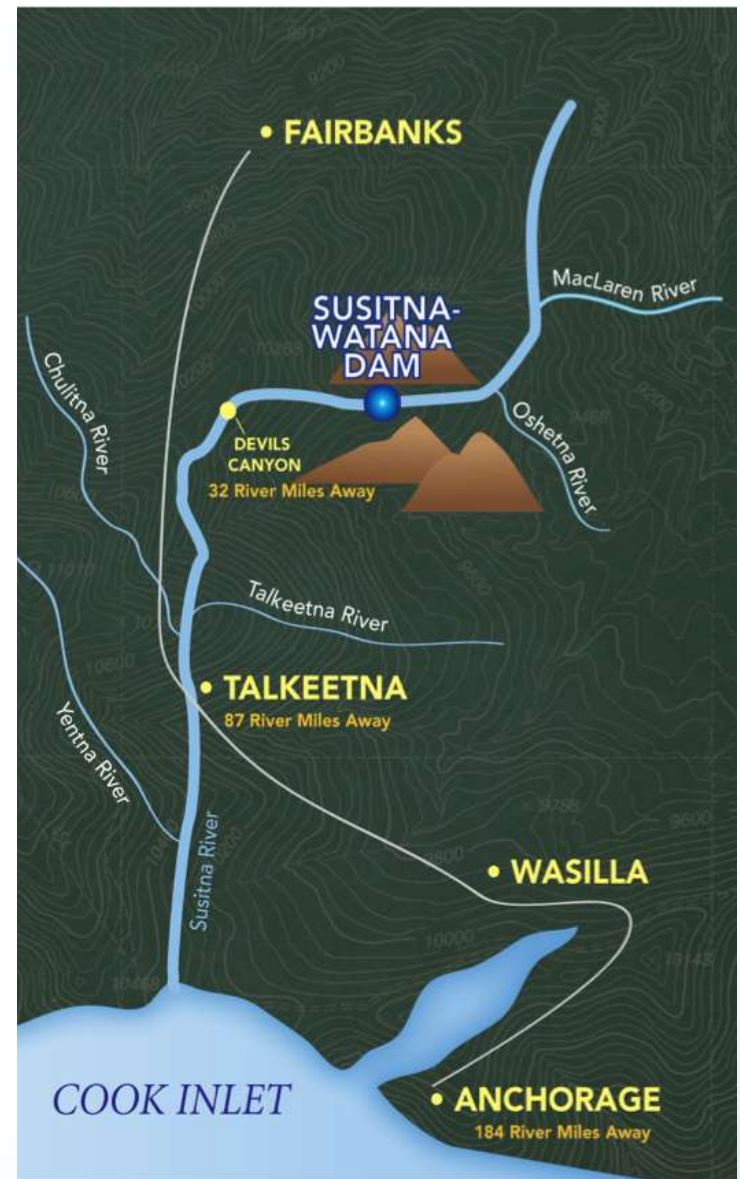 FAIRBANKS
MacLaren River
SUSITNA-
WATANA
DAM
Chulitna River
Oshetna River
DEVILS
CANYON
32 River Miles Away
Talkeetna River
TALKEETNA
87 River Miles Away
Yentna River
Susitna River
WASILLA
10000
COOK INLET
ANCHORAGE
184 River Miles Away